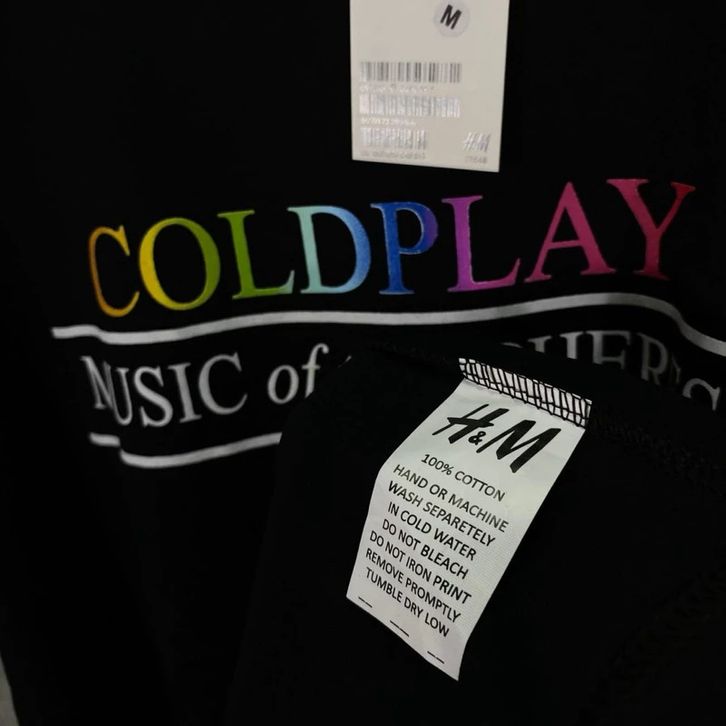 M
H&M
COLDPLAY
MUSIC of
H&M
100% COTTON
HAND OR MACHINE
WASH SEPARETELY
IN COLD WATER
DO NOT BLEACH
DO NOT IRON PRINT
REMOVE PROMPTLY
TUMBLE DRY LOW